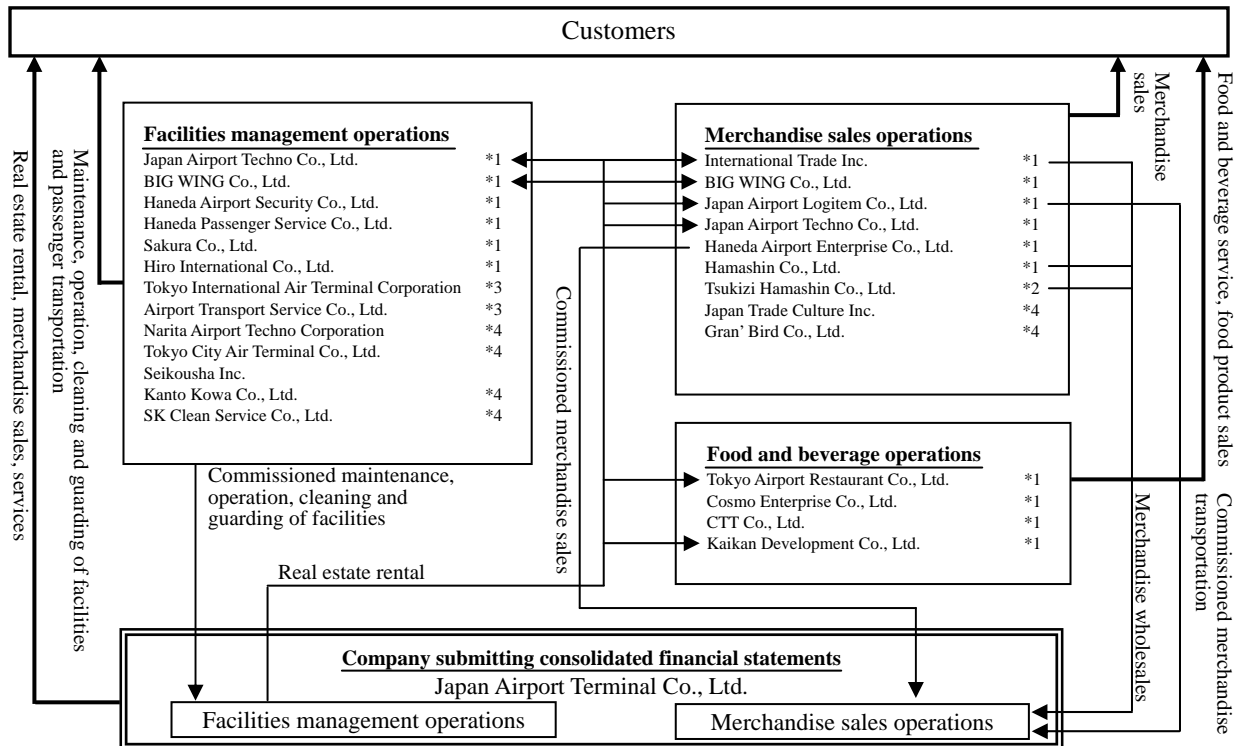 Customers
Real estate rental, merchandise sales, services
Maintenance, operation, cleaning and guarding of facilities
and passenger transportation
Facilities management operations
Japan Airport Techno Co., Ltd. *1
BIG WING Co., Ltd. *1
Haneda Airport Security Co., Ltd. *1
Haneda Passenger Service Co., Ltd. *1
Sakura Co., Ltd. *1
Hiro International Co., Ltd. *1
Tokyo International Air Terminal Corporation *3
Airport Transport Service Co., Ltd. *3
Narita Airport Techno Corporation *4
Tokyo City Air Terminal Co., Ltd. *4
Seikousha Inc.
Kanto Kowa Co., Ltd. *4
SK Clean Service Co., Ltd. *4
Commissioned maintenance,
operation, cleaning and
guarding of facilities
Real estate rental
Commissioned merchandise sales
Merchandise sales operations
International Trade Inc. *1
BIG WING Co., Ltd. *1
Japan Airport Logitem Co., Ltd. *1
Japan Airport Techno Co., Ltd. *1
Haneda Airport Enterprise Co., Ltd. *1
Hamashin Co., Ltd. *1
Tsukizi Hamashin Co., Ltd. *2
Japan Trade Culture Inc. *4
Gran' Bird Co., Ltd. *4
Food and beverage operations
Tokyo Airport Restaurant Co., Ltd. *1
Cosmo Enterprise Co., Ltd. *1
CTT Co., Ltd. *1
Kaikan Development Co., Ltd. *1
Merchandise
sales
Food and beverage service, food product sales
Merchandise wholesales
Commissioned merchandise
transportation
Company submitting consolidated financial statements
Japan Airport Terminal Co., Ltd.
Facilities management operations
Merchandise sales operations